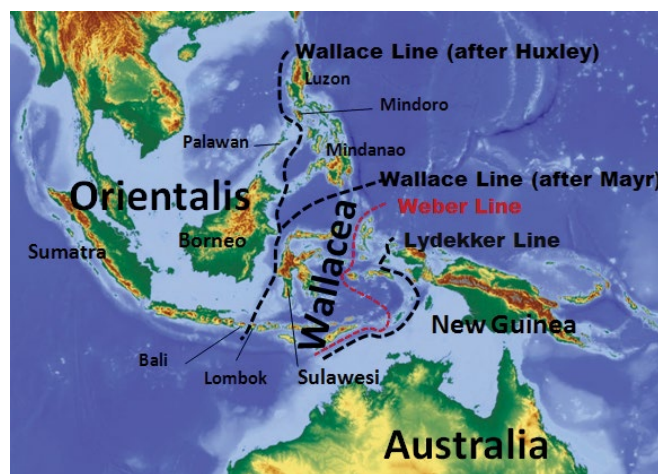 Wallace Line (after Huxley)
Luzon
Mindoro
Palawan
Mindanao
Wallace Line (after Mayr)
Orientalis
Weber Line
Borneo
Lydekker Line
Sumatra
Wallacea
New Guinea
Bali
Lombok
Sulawesi
Australia